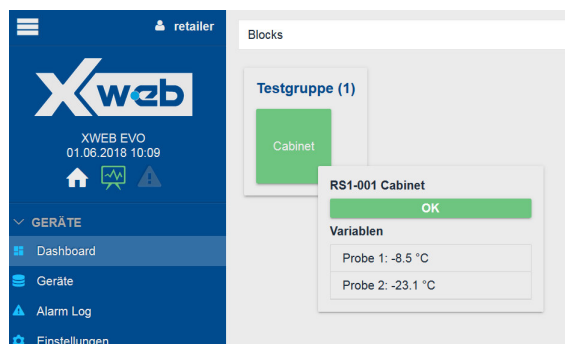 retailer
Xweb
XWEB EVO
01.06.2018 10:09
GERÄTE
Dashboard
Geräte
Alarm Log
Einstellungen
Blocks
Testgruppe (1)
Cabinet
RS1-001 Cabinet
OK
Variablen
Probe 1: -8.5 °C
Probe 2: -23.1 °C